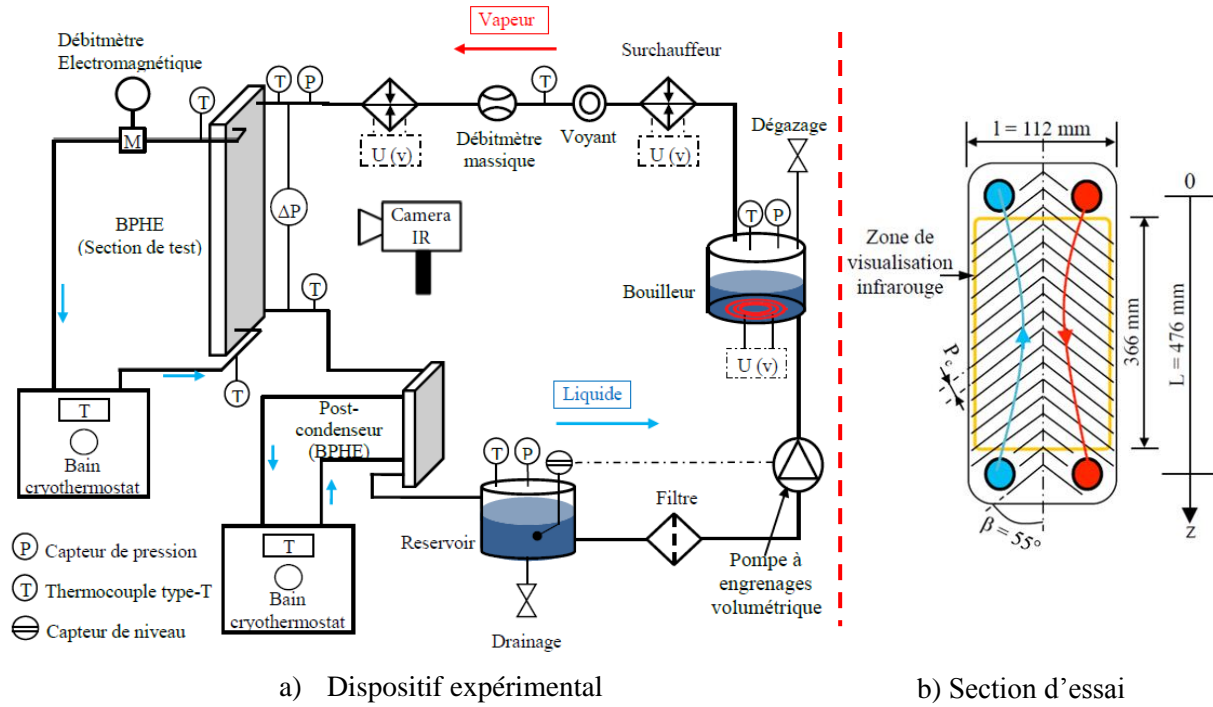 Débitmètre
Electromagnétique
Vapeur
Surchauffeur
T
T
P
T
M
U (v)
Débitmètre
massique
Voyant
U (v)
Dégazage
ΔP
BPHE
(Section de test)
Camera
IR
T
P
Bouilleur
T
U (v)
T
Post-
condenseur
(BPHE)
Liquide
T
Bain
cryothermostat
T
P
Filtre
Reservoir
Pompe à
engrenages
volumétrique
T
Bain
cryothermostat
Drainage
P Capteur de pression
T Thermocouple type-T
Capteur de niveau
a) Dispositif expérimental
l = 112 mm
0
Zone de
visualisation
infrarouge
366 mm
L = 476 mm
Pc
β = 55°
z
b) Section d’essai